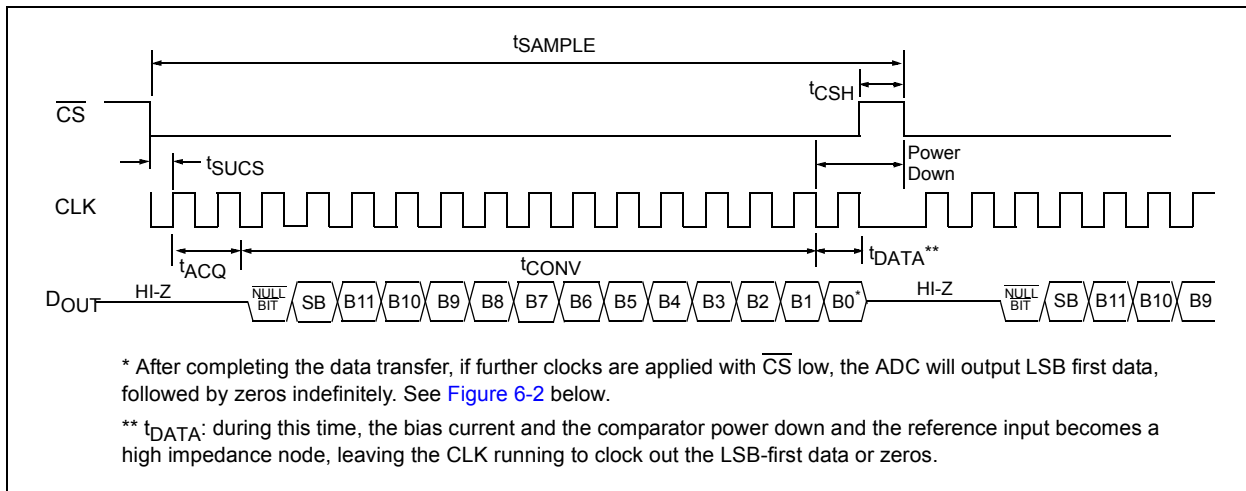 tSAMPLE
tCSH
CS
Power
Down
tSUCS
CLK
tACQ
tCONV
tDATA**
DOUT
HI-Z
NULL
BIT
SB
B11
B10
B9
B8
B7
B6
B5
B4
B3
B2
B1
B0*
HI-Z
NULL
BIT
SB
B11
B10
B9
* After completing the data transfer, if further clocks are applied with CS low, the ADC will output LSB first data,
followed by zeros indefinitely. See Figure 6-2 below.
** tDATA: during this time, the bias current and the comparator power down and the reference input becomes a
high impedance node, leaving the CLK running to clock out the LSB-first data or zeros.